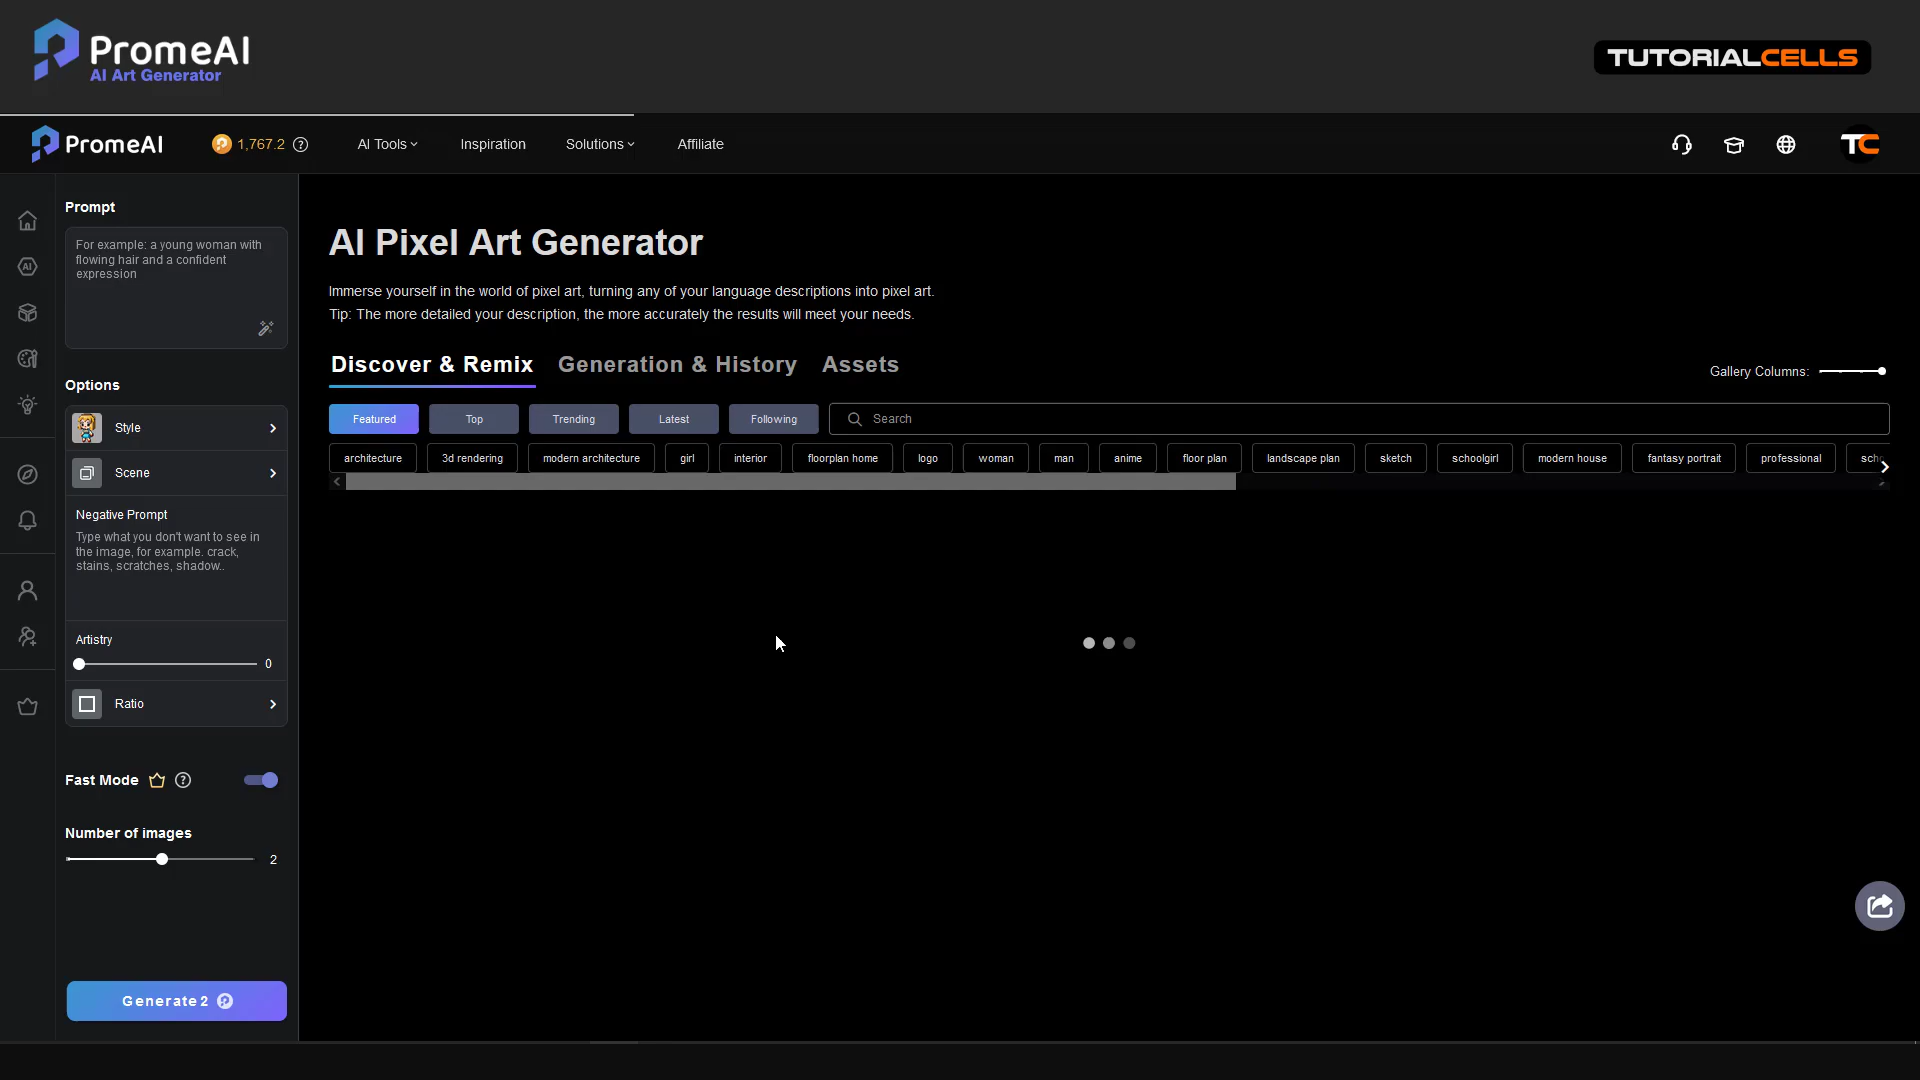 PromeAI
AI Art Generator
TUTORIALCELLS
PromeAI
1,767.2
AI Tools
Inspiration
Solutions
Affiliate
TC
Prompt
For example: a young woman with
flowing hair and a confident
expression
Options
Style
Scene
Negative Prompt
Type what you don't want to see in
the image, for example. crack,
stains, scratches, shadow..
Artistry
0
Ratio
Fast Mode
Number of images
2
Generate 2
AI Pixel Art Generator
Immerse yourself in the world of pixel art, turning any of your language descriptions into pixel art.
Tip: The more detailed your description, the more accurately the results will meet your needs.
Discover & Remix
Generation & History
Assets
Gallery Columns:
Featured
Top
Trending
Latest
Following
Search
architecture
3d rendering
modern architecture
girl
interior
floorplan home
logo
woman
man
anime
floor plan
landscape plan
sketch
schoolgirl
modern house
fantasy portrait
professional